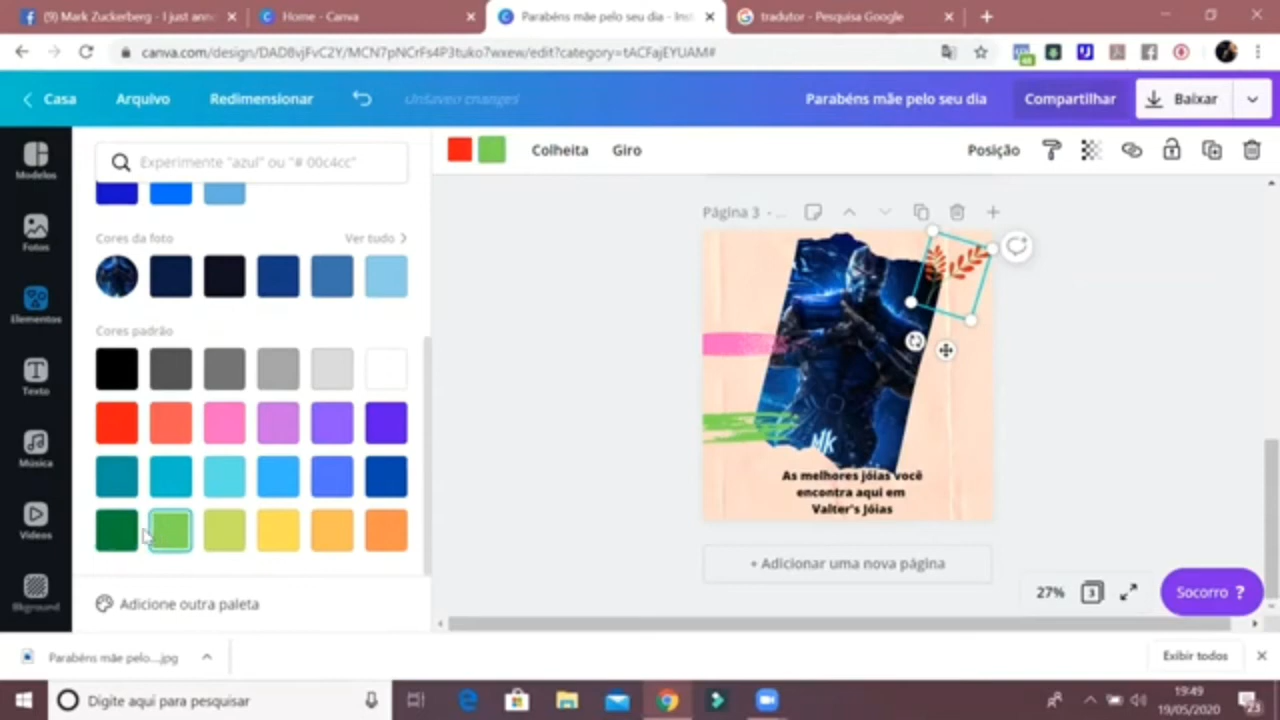 (9) Mark Zuckerberg - I just ann
Home - Canva
Parabéns mãe pelo seu dia - Inst
tradutor - Pesquisa Google
canva.com/design/DAD8vjFvC2Y/MCN7pNCrFs4P3tuko7wxew/edit?category=tACFajEYUAM#
Casa
Arquivo
Redimensionar
Unsaved changes
Parabéns mãe pelo seu dia
Compartilhar
Baixar
Modelos
Fotos
Elementos
Texto
Música
Vídeos
Bkground
Experimente "azul" ou "# 00c4cc"
Cores da foto
Ver tudo
Cores padrão
Adicione outra paleta
Colheita
Giro
Posição
Página 3 - ...
MK
As melhores jóias você
encontra aqui em
Valter's Jóias
+ Adicionar uma nova página
27%
3
Socorro ?
Parabéns mãe pelo....jpg
Exibir todos
Digite aqui para pesquisar
19:49
19/05/2020
23